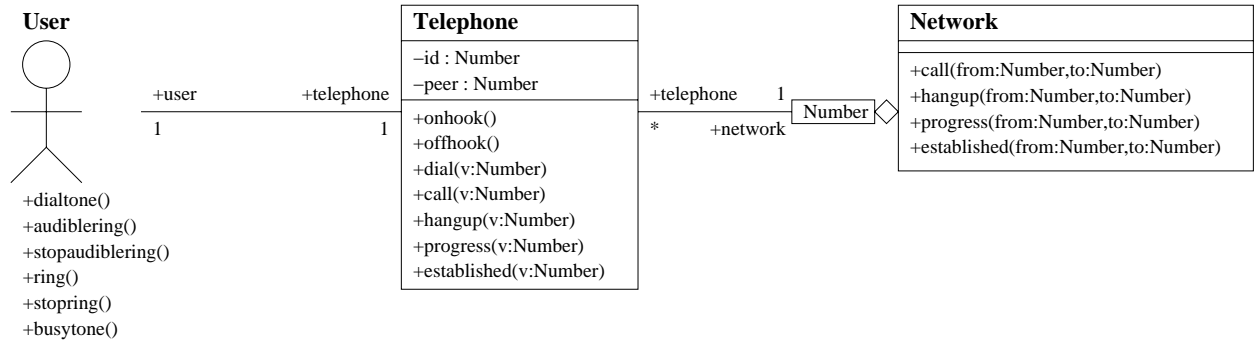 User
+dialtone()
+audiblering()
+stopaudiblering()
+ring()
+stopring()
+busytone()
+user
+telephone
1
1
Telephone
−id : Number
−peer : Number
+onhook()
+offhook()
+dial(v:Number)
+call(v:Number)
+hangup(v:Number)
+progress(v:Number)
+established(v:Number)
+telephone
1
*
+network
Number
Network
+call(from:Number,to:Number)
+hangup(from:Number,to:Number)
+progress(from:Number,to:Number)
+established(from:Number,to:Number)